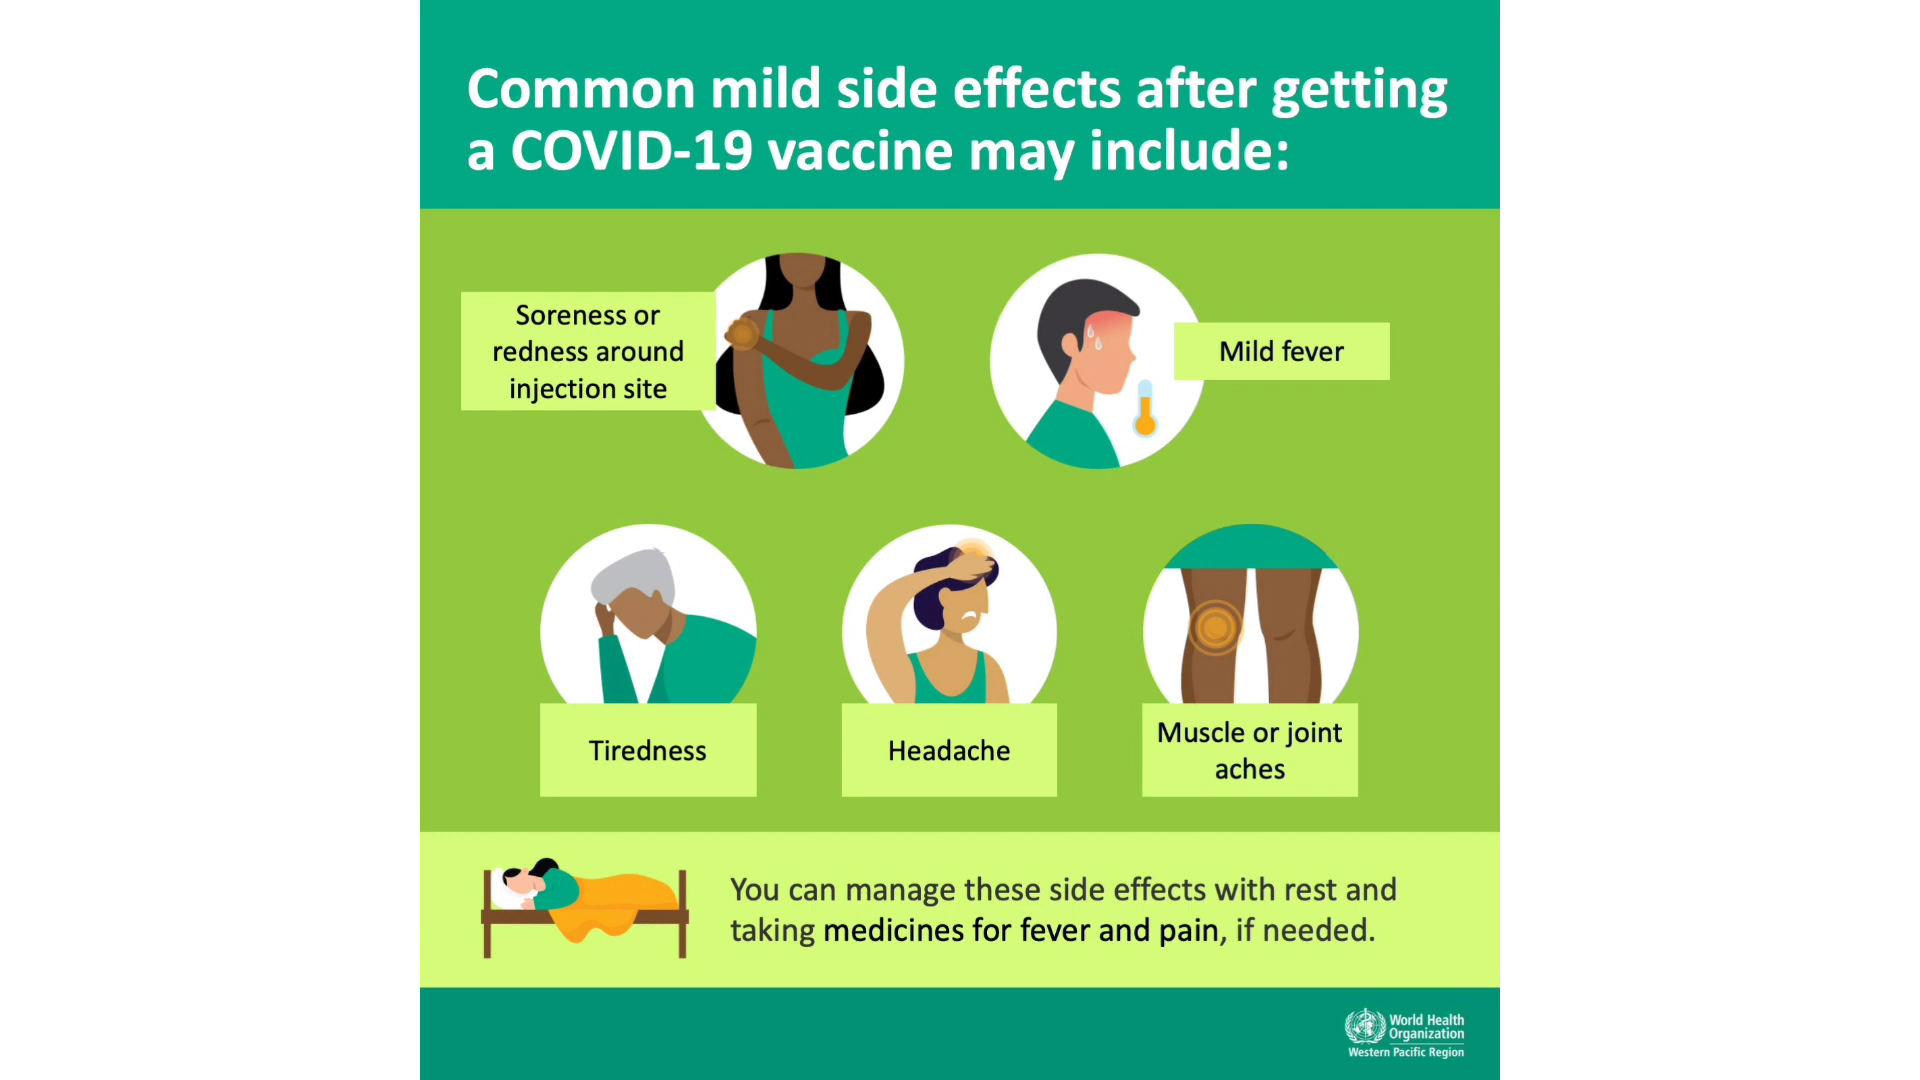 Common mild side effects after getting
a COVID-19 vaccine may include:
Soreness or
redness around
injection site
Mild fever
Tiredness
Headache
Muscle or joint
aches
You can manage these side effects with rest and
taking medicines for fever and pain, if needed.
World Health
Organization
Western Pacific Region